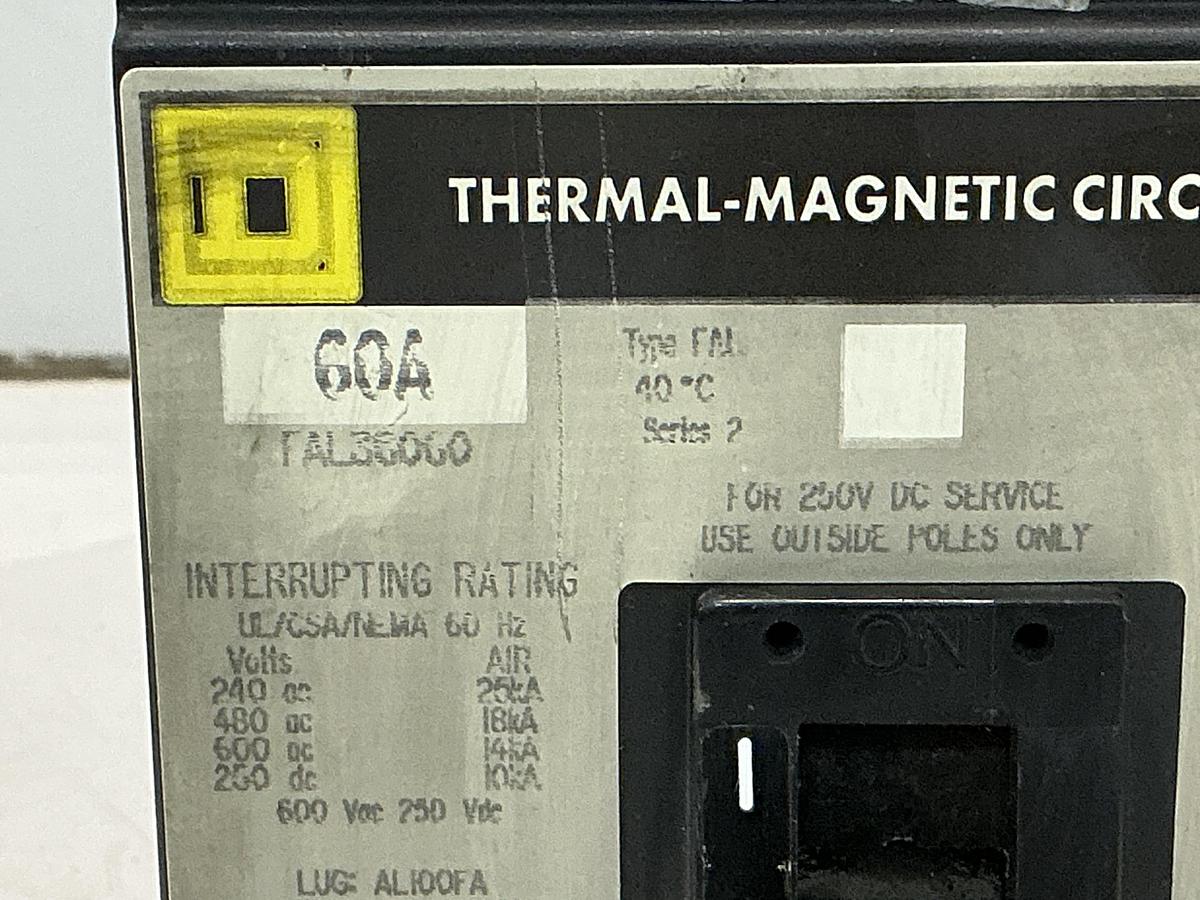 THERMAL-MAGNETIC CIRC
60A
FAL36060
Type FAL
40°C
Series 2
FOR 250V DC SERVICE
USE OUTSIDE POLES ONLY
INTERRUPTING RATING
UL/CSA/NEMA 60 Hz
Volts AIR
240 ac 25kA
480 ac 18kA
600 ac 14kA
250 dc 10kA
600 Vac 250 Vdc
LUG: AL100FA
ON